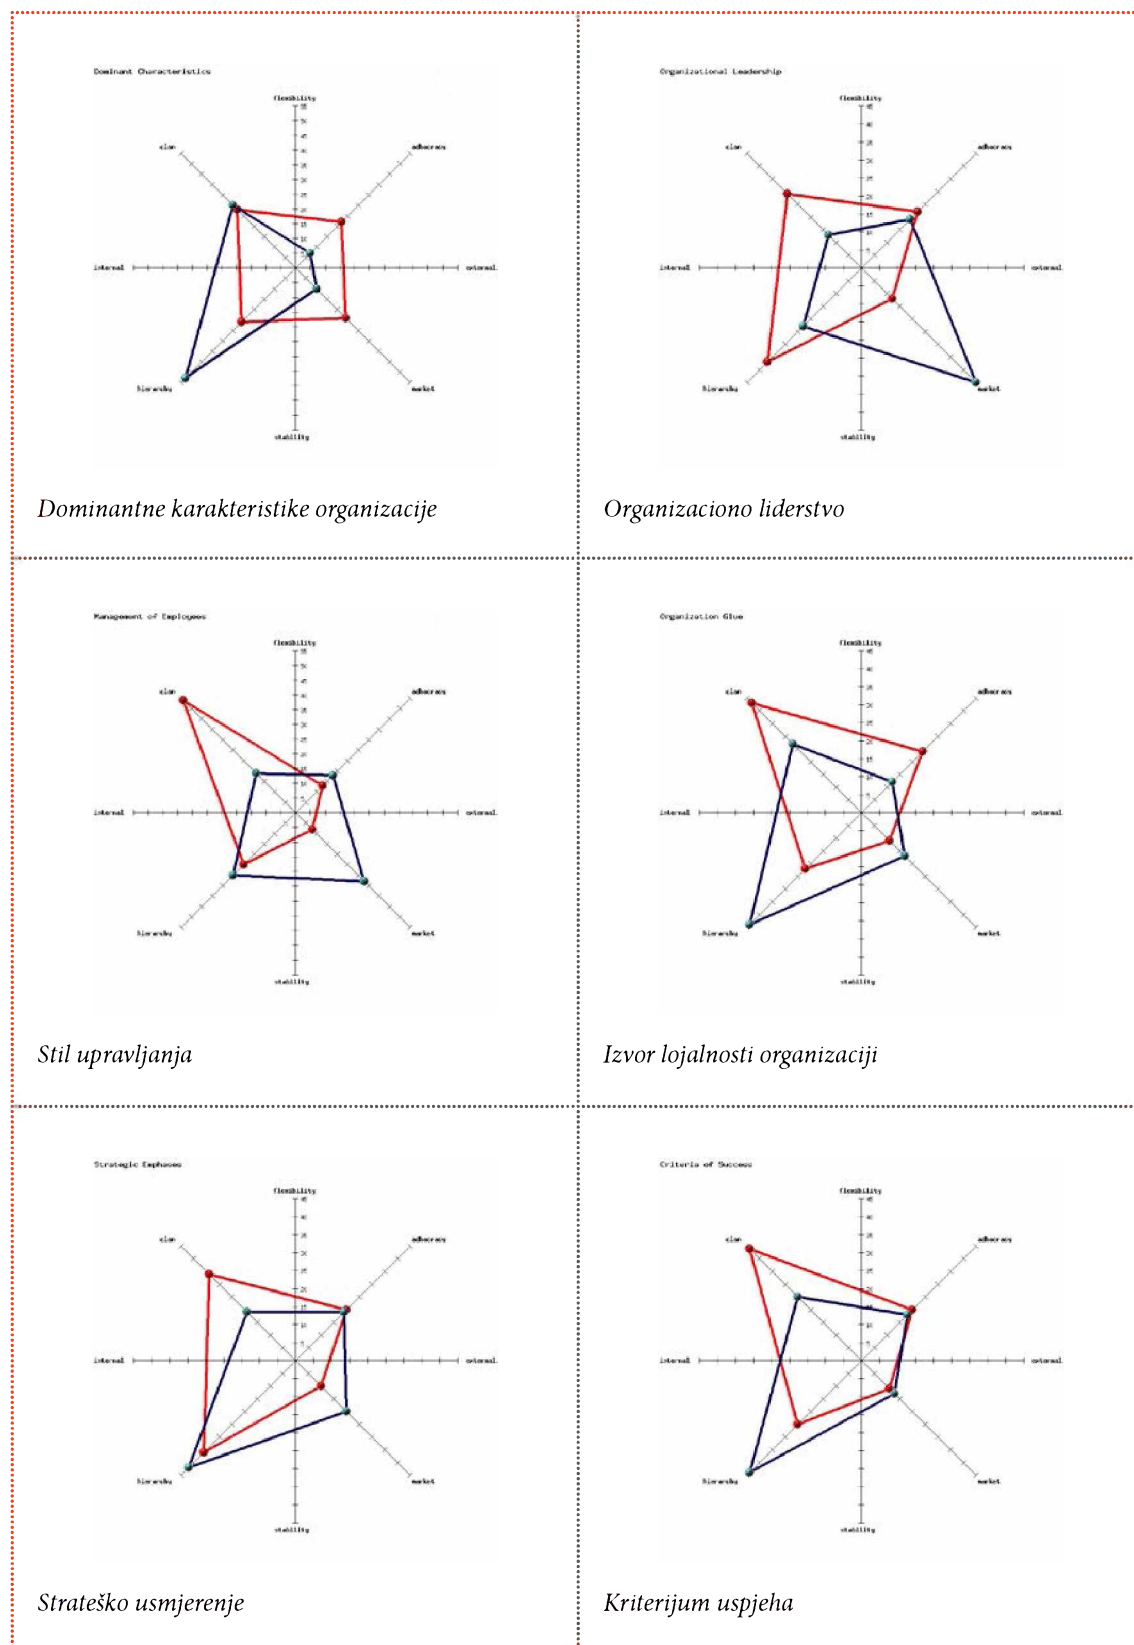 Dominant Characteristics
flexibility
clan
adhocracy
internal
external
hierarchy
market
stability
Dominantne karakteristike organizacije
Organizational Leadership
flexibility
clan
adhocracy
internal
external
hierarchy
market
stability
Organizaciono liderstvo
Management of Employees
flexibility
clan
adhocracy
internal
external
hierarchy
market
stability
Stil upravljanja
Organization Glue
flexibility
clan
adhocracy
internal
external
hierarchy
market
stability
Izvor lojalnosti organizaciji
Strategic Emphases
flexibility
clan
adhocracy
internal
external
hierarchy
market
stability
Strateško usmjerenje
Criteria of Success
flexibility
clan
adhocracy
internal
external
hierarchy
market
stability
Kriterijum uspjeha